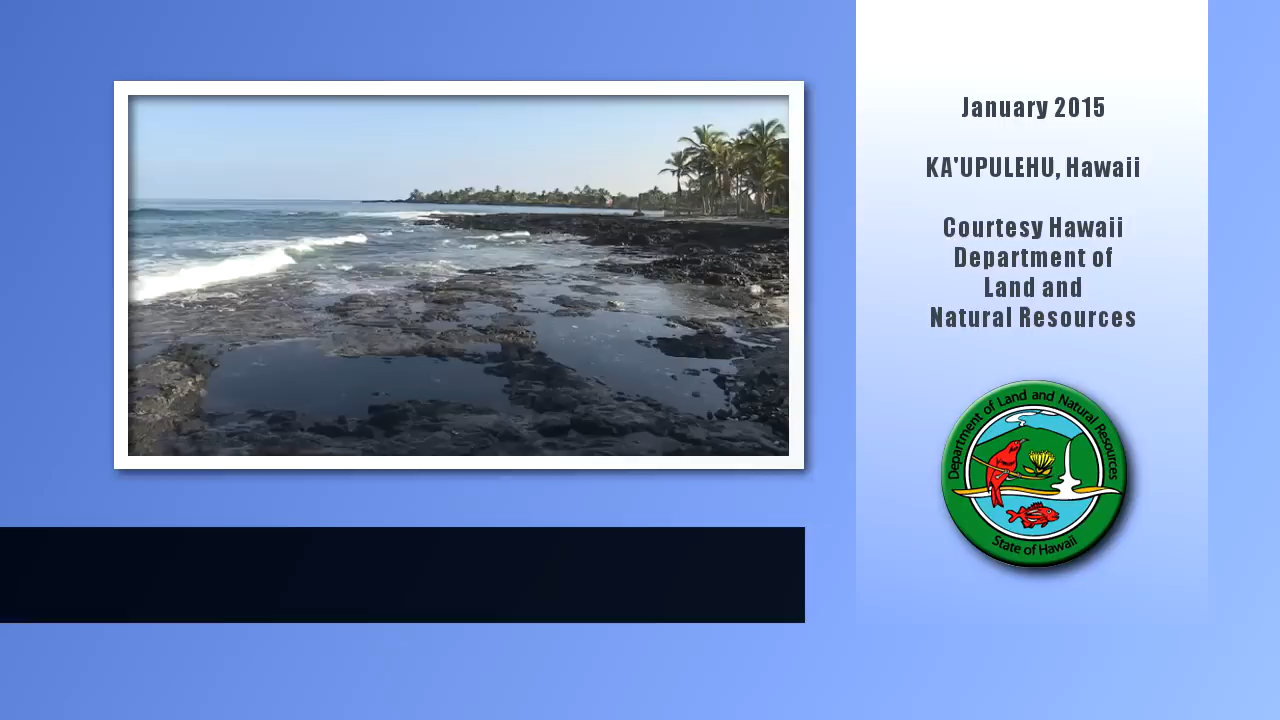 January 2015
KA'UPULEHU, Hawaii
Courtesy Hawaii
Department of
Land and
Natural Resources
Department of Land and Natural Resources
State of Hawaii